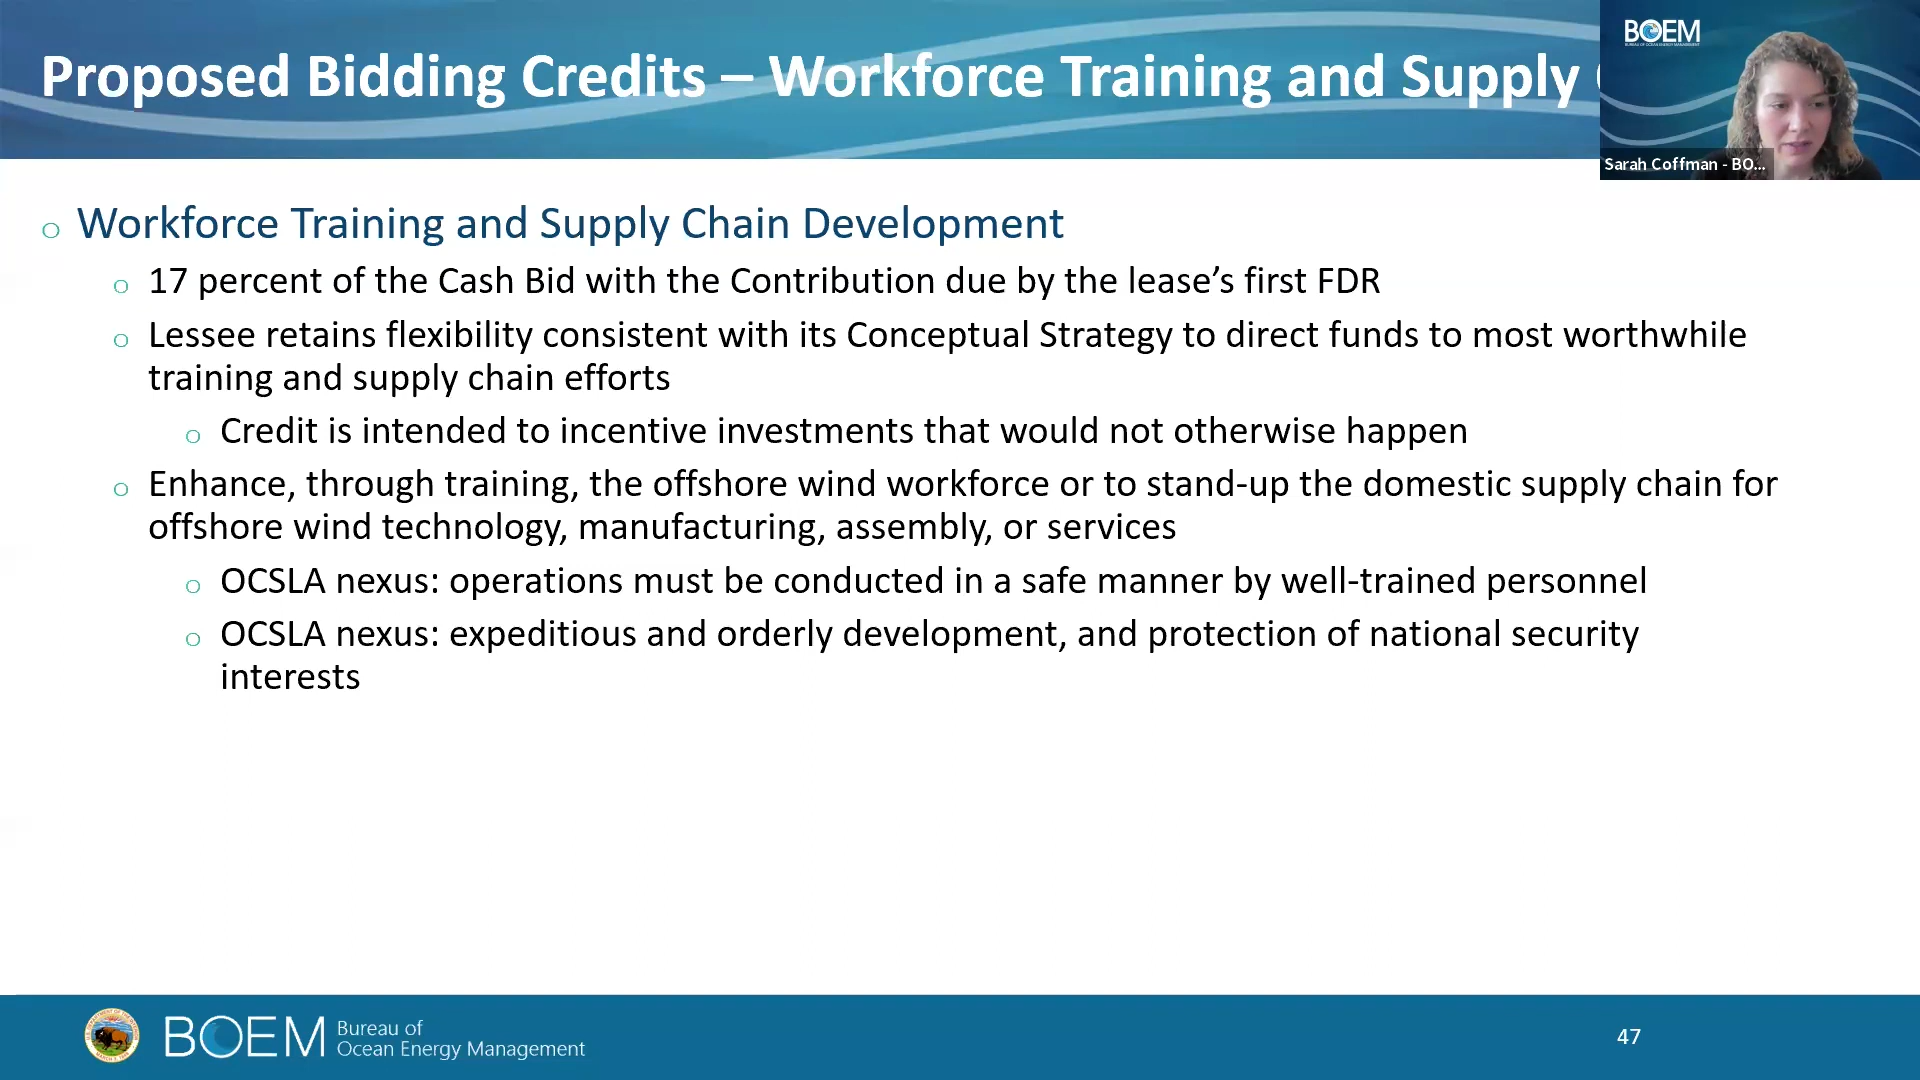 Proposed Bidding Credits – Workforce Training and Supply
BOEM
Sarah Coffman - BO...
o Workforce Training and Supply Chain Development
o 17 percent of the Cash Bid with the Contribution due by the lease’s first FDR
o Lessee retains flexibility consistent with its Conceptual Strategy to direct funds to most worthwhile
training and supply chain efforts
o Credit is intended to incentive investments that would not otherwise happen
o Enhance, through training, the offshore wind workforce or to stand-up the domestic supply chain for
offshore wind technology, manufacturing, assembly, or services
o OCSLA nexus: operations must be conducted in a safe manner by well-trained personnel
o OCSLA nexus: expeditious and orderly development, and protection of national security
interests
BOEM
Bureau of
Ocean Energy Management
47